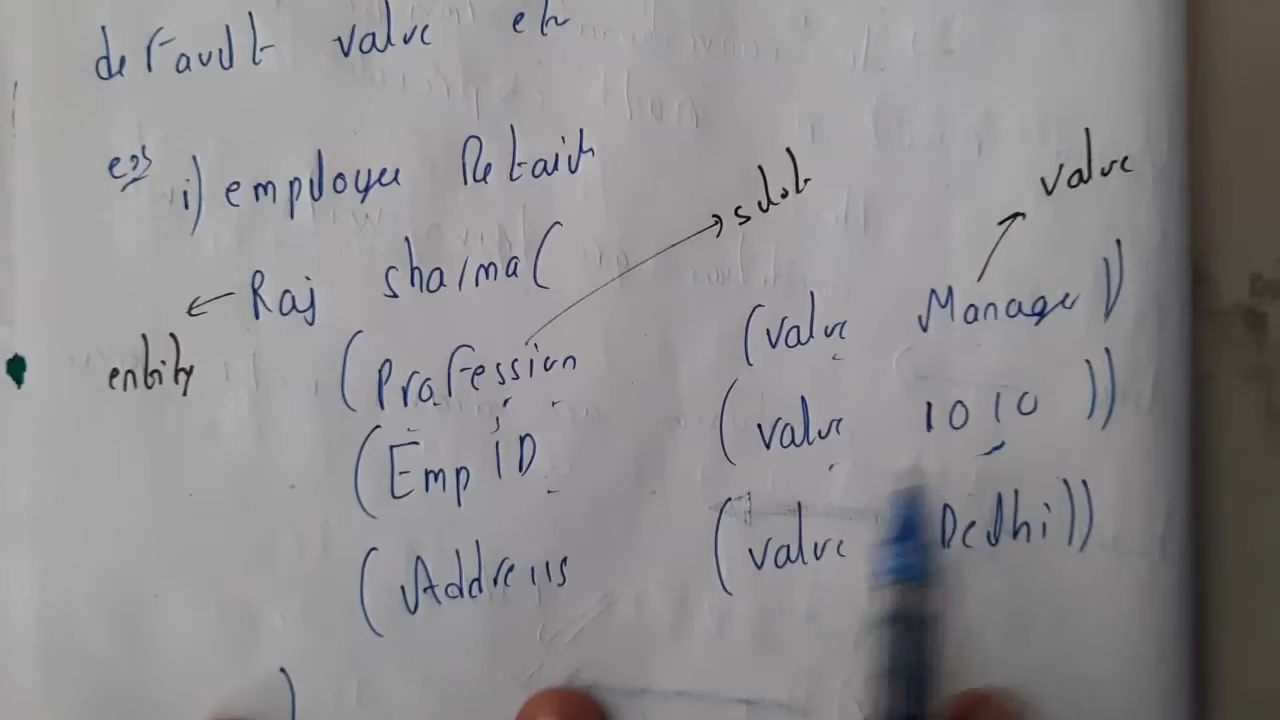 default value etc
eg:
i) employee Detail
Raj Sharma(
(Profession (value Manager))
(Emp ID (value 1010))
(Address (value Delhi))
)
entity
slot
value